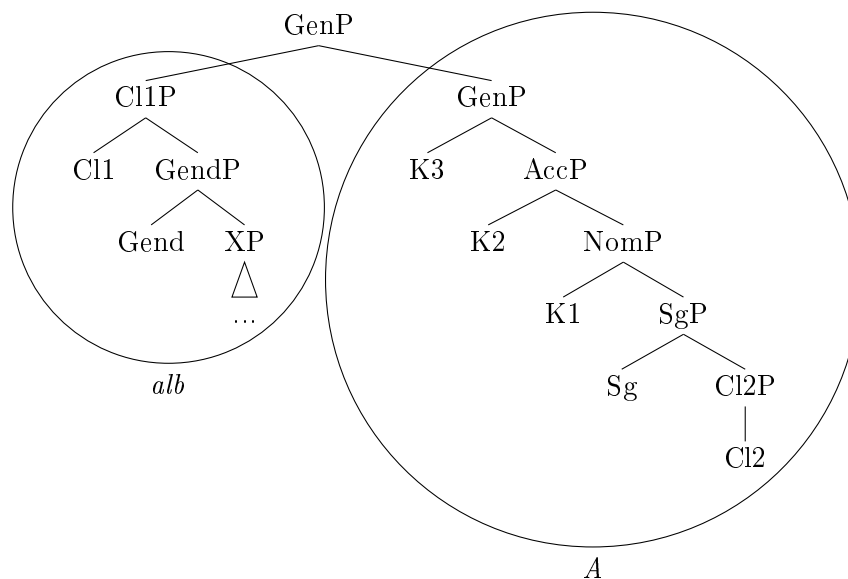 GenP
Cl1P GenP
Cl1 GendP K3 AccP
Gend XP K2 NomP
... K1 SgP
alb Sg Cl2P
Cl2
A